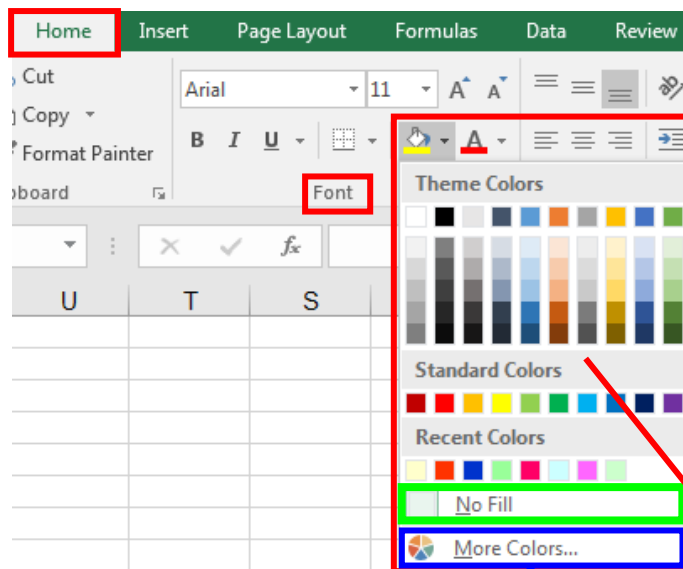 Home Insert Page Layout Formulas Data Review
Cut
Arial 11 A A
Copy
B I U A
Format Painter
Font
Theme Colors
fx
U T S
Standard Colors
Recent Colors
No Fill
More Colors...